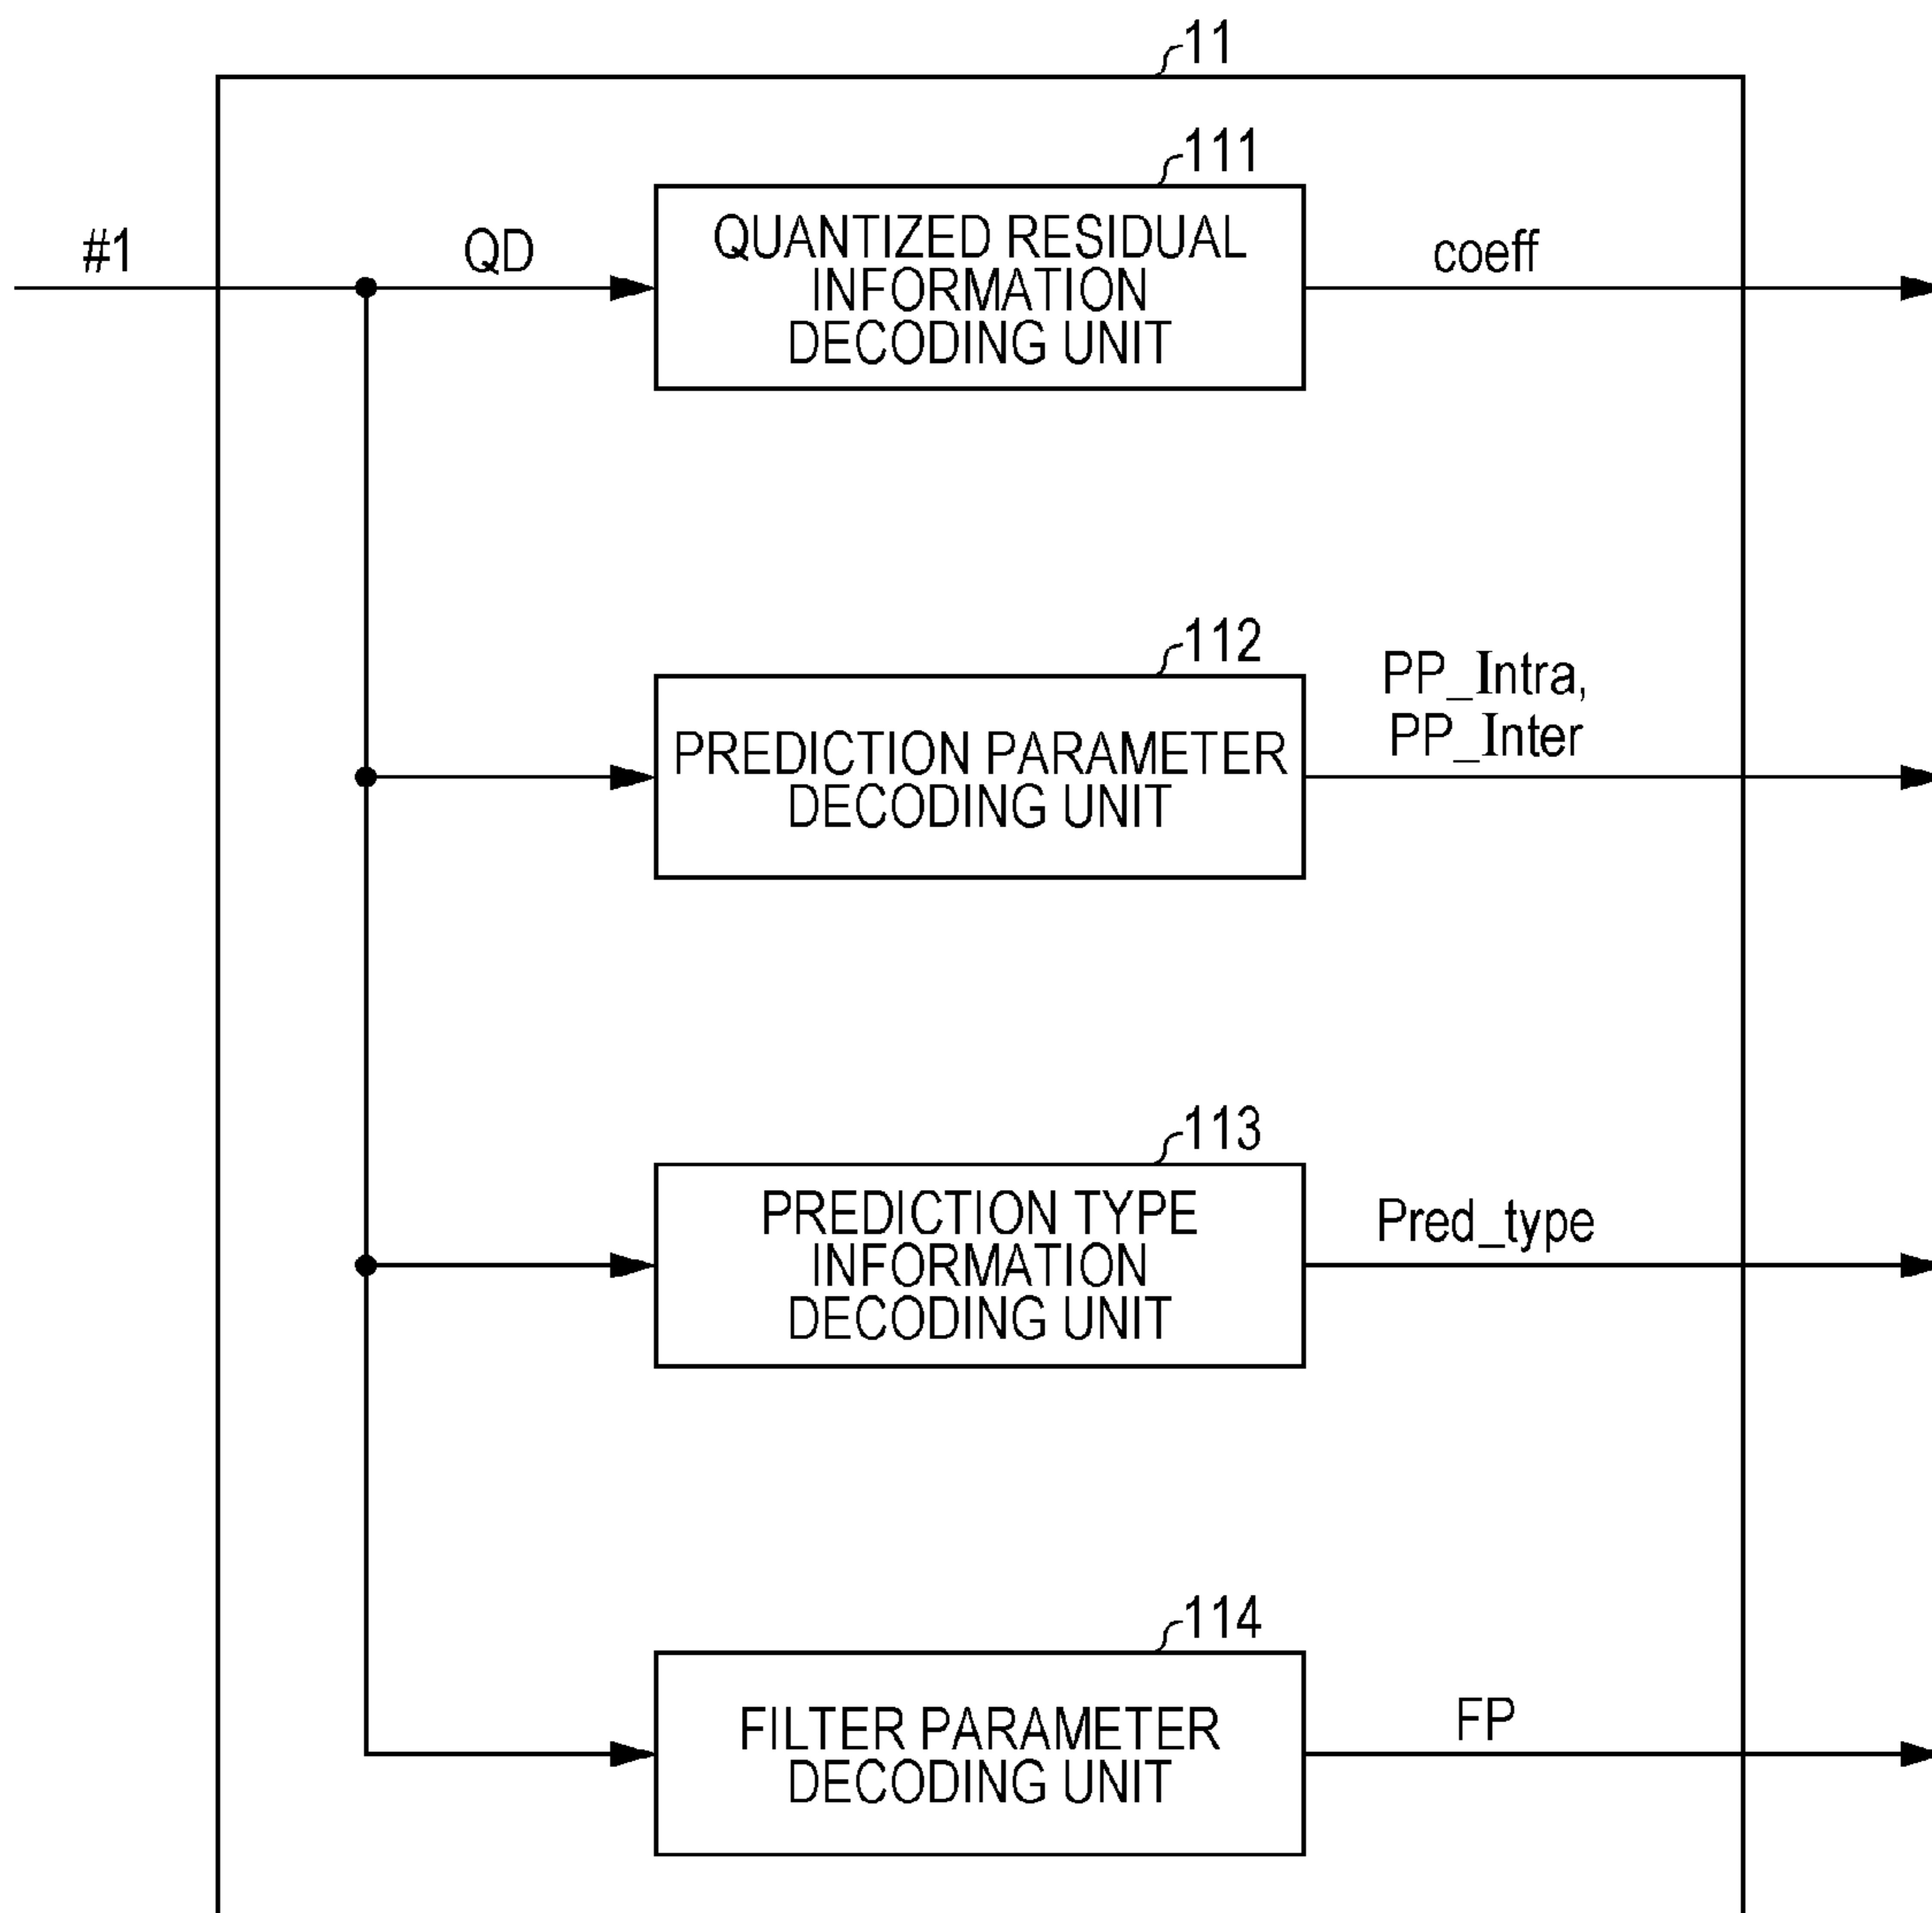 11
111
#1
QD
QUANTIZED RESIDUAL
INFORMATION
DECODING UNIT
coeff
112
PREDICTION PARAMETER
DECODING UNIT
PP_Intra,
PP_Inter
113
PREDICTION TYPE
INFORMATION
DECODING UNIT
Pred_type
114
FILTER PARAMETER
DECODING UNIT
FP